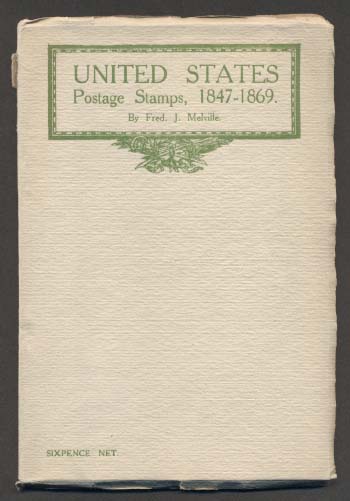 UNITED STATES
Postage Stamps, 1847-1869.
By Fred. J. Melville.
SIXPENCE NET.